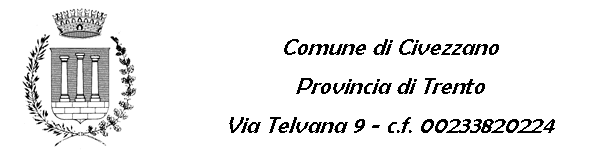 Comune di Civezzano
Provincia di Trento
Via Telvana 9 - c.f. 00233820224